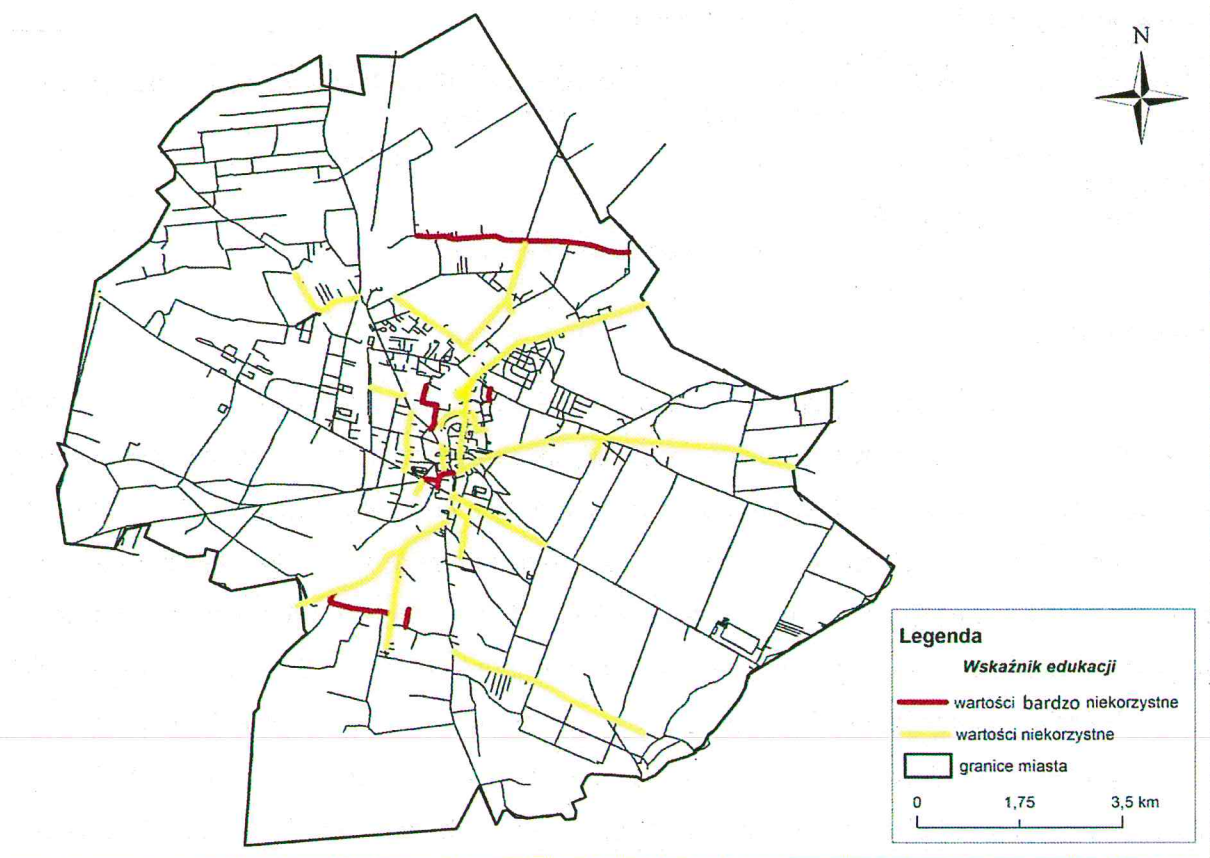 N
Legenda
Wskaźnik edukacji
wartości bardzo niekorzystne
wartości niekorzystne
granice miasta
0 1,75 3,5 km